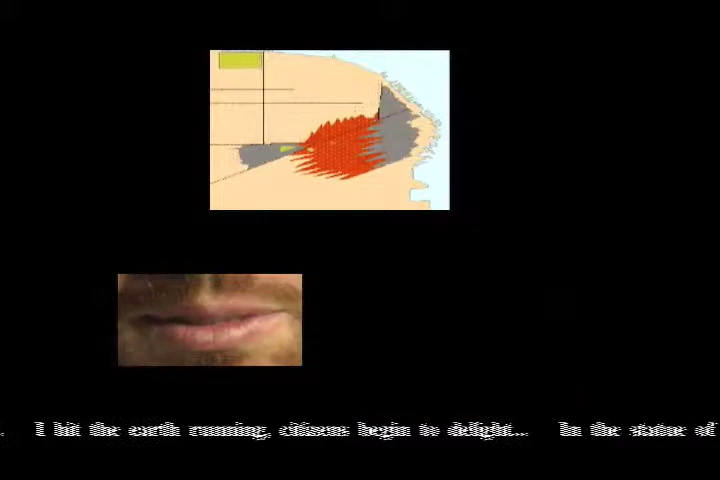 . I hit the earth running, citizens begin to delight... In the statue of